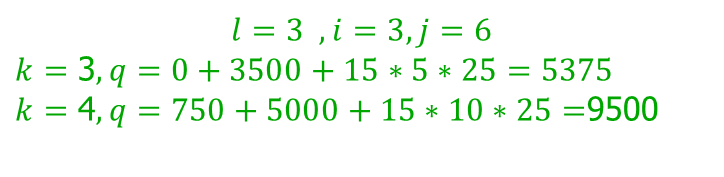 l = 3 , i = 3, j = 6
k = 3, q = 0 + 3500 + 15 ∗ 5 ∗ 25 = 5375
k = 4, q = 750 + 5000 + 15 ∗ 10 ∗ 25 =9500